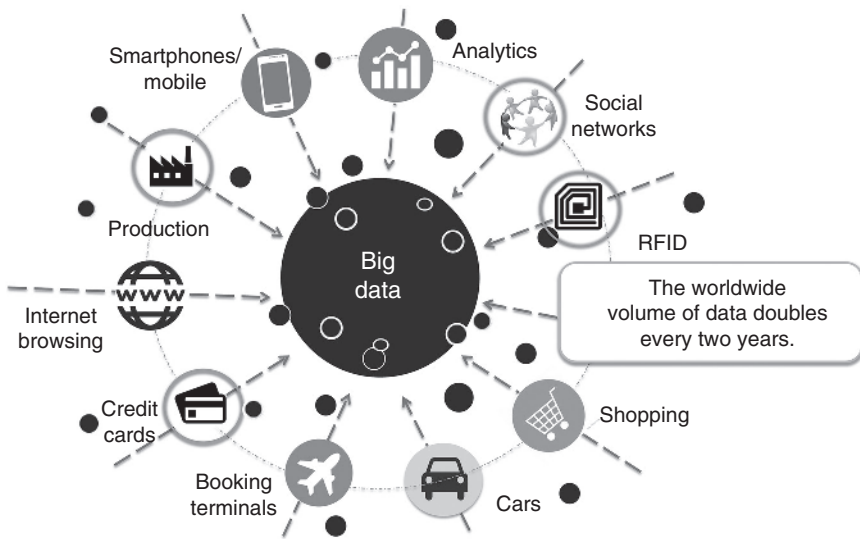 Smartphones/
mobile
Analytics
Social
networks
Production
RFID
Big
data
Internet
browsing
WWW
The worldwide
volume of data doubles
every two years.
Credit
cards
Shopping
Booking
terminals
Cars